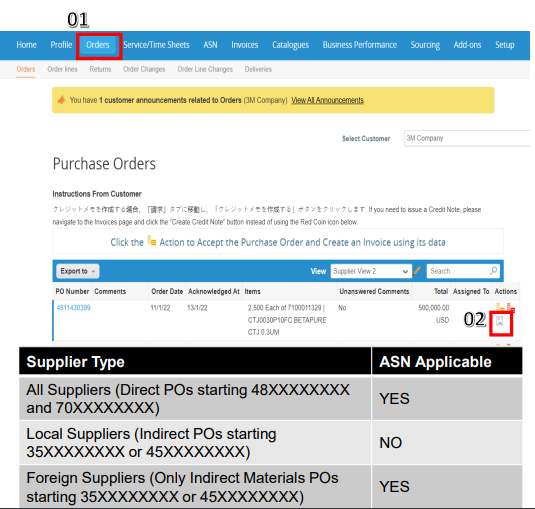 01
Home Profile Orders Service/Time Sheets ASN Invoices Catalogues Business Performance Sourcing Add-ons Setup
Orders Order lines Returns Order Changes Order Line Changes Deliveries
You have 1 customer announcements related to Orders (3M Company) View All Announcements
Select Customer 3M Company
Purchase Orders
Instructions From Customer
クレジットメモを作成する場合、「請求」タブに移動し、「クレジットメモを作成する」ボタンをクリックします If you need to issue a Credit Note, please
navigate to the Invoices page and click the "Create Credit Note" button instead of using the Red Coin icon below.
Click the Action to Accept the Purchase Order and Create an Invoice using its data
Export to View Supplier View 2 Search
PO Number Comments Order Date Acknowledged At Items Unanswered Comments Total Assigned To Actions
4811430399 11/1/22 13/1/22 2,500 Each of 7100011329 | No 500,000.00
CTJ0030P10FC BETAPURE USD
CTJ 0.3UM
02
Supplier Type ASN Applicable
All Suppliers (Direct POs starting 48XXXXXXXX
and 70XXXXXXXX) YES
Local Suppliers (Indirect POs starting
35XXXXXXXX or 45XXXXXXXX) NO
Foreign Suppliers (Only Indirect Materials POs
starting 35XXXXXXXX or 45XXXXXXXX) YES